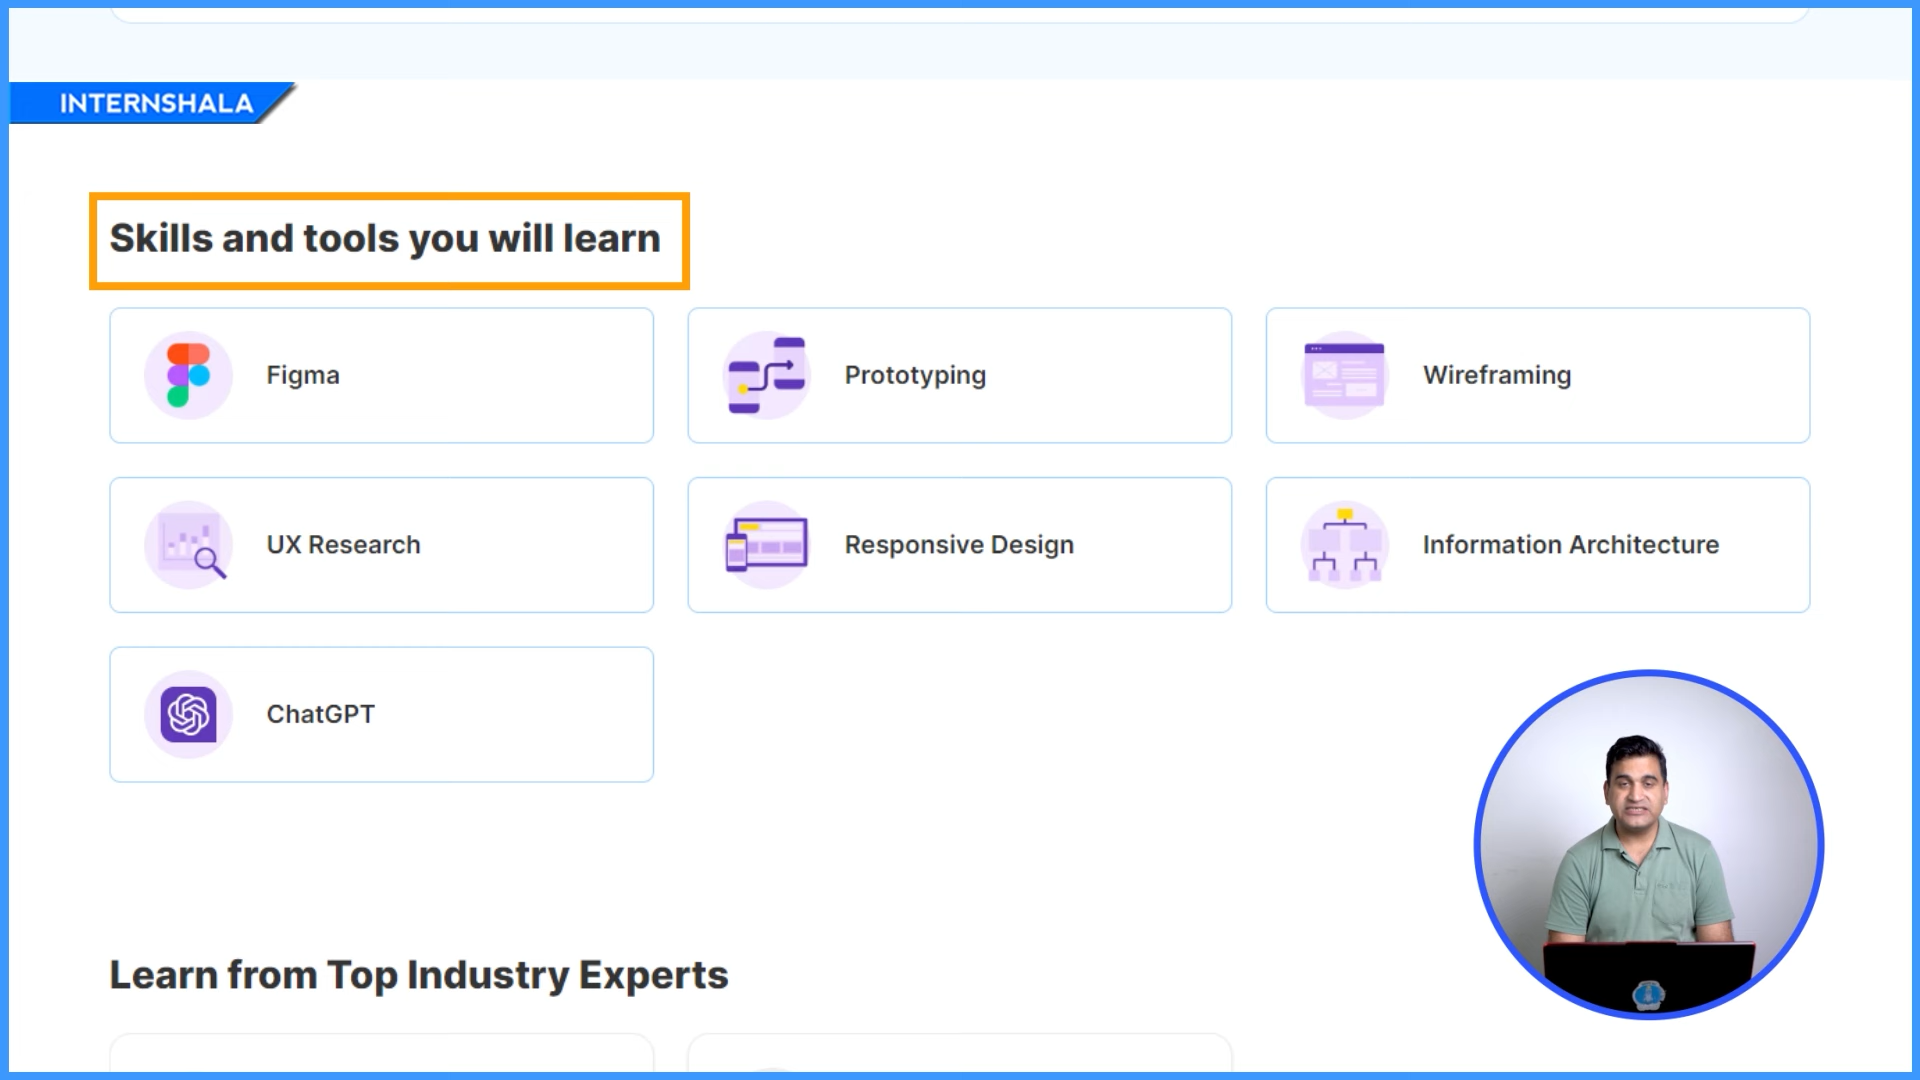 INTERNSHALA
Skills and tools you will learn
Figma
Prototyping
Wireframing
UX Research
Responsive Design
Information Architecture
ChatGPT
Learn from Top Industry Experts